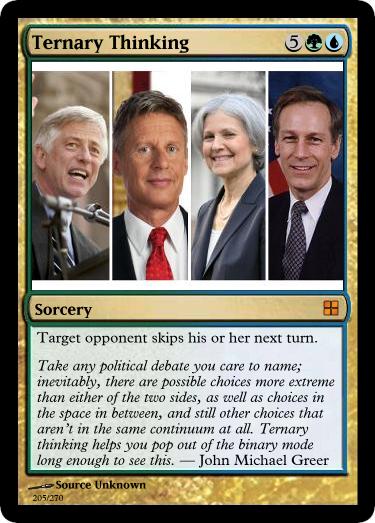 Ternary Thinking 5
Sorcery
Target opponent skips his or her next turn.
Take any political debate you care to name;
inevitably, there are possible choices more extreme
than either of the two sides, as well as choices in
the space in between, and still other choices that
aren't in the same continuum at all. Ternary
thinking helps you pop out of the binary mode
long enough to see this. — John Michael Greer
Source Unknown
205/270